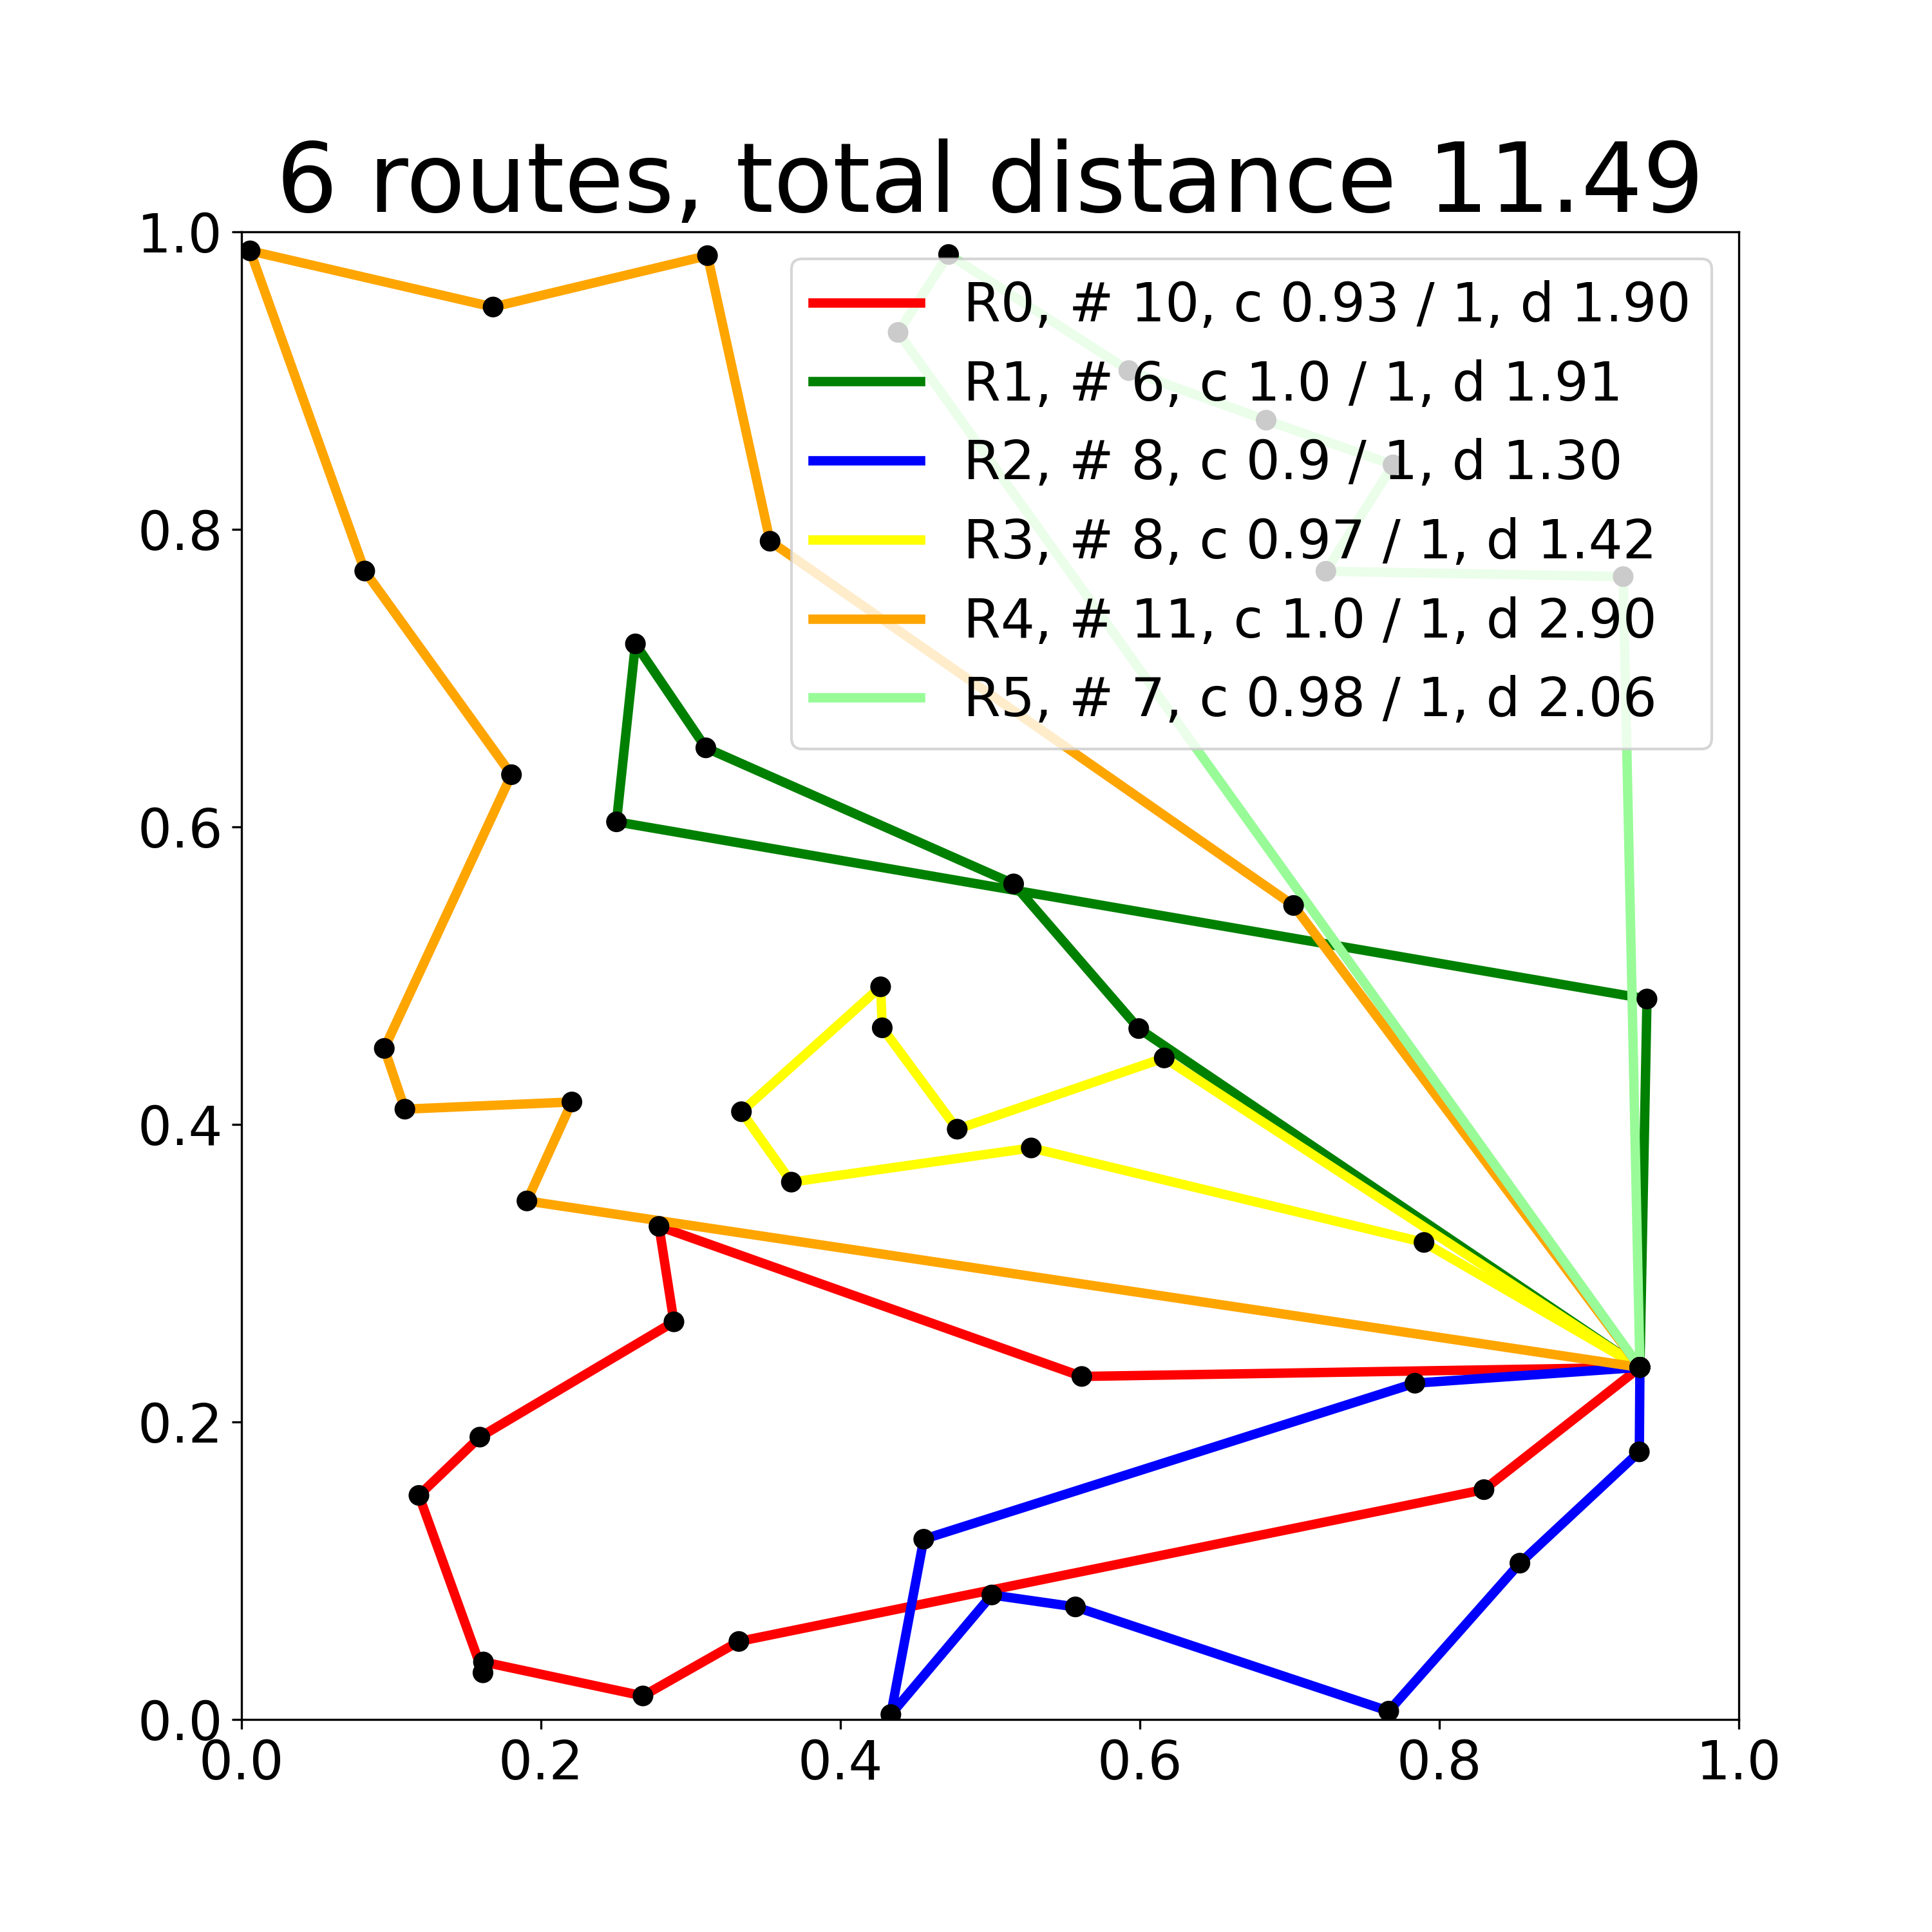 6 routes, total distance 11.49
1.0
0.8
0.6
0.4
0.2
0.0
R0, # 10, c 0.93 / 1, d 1.90
R1, # 6, c 1.0 / 1, d 1.91
R2, # 8, c 0.9 / 1, d 1.30
R3, # 8, c 0.97 / 1, d 1.42
R4, # 11, c 1.0 / 1, d 2.90
R5, # 7, c 0.98 / 1, d 2.06
0.0 0.2 0.4 0.6 0.8 1.0